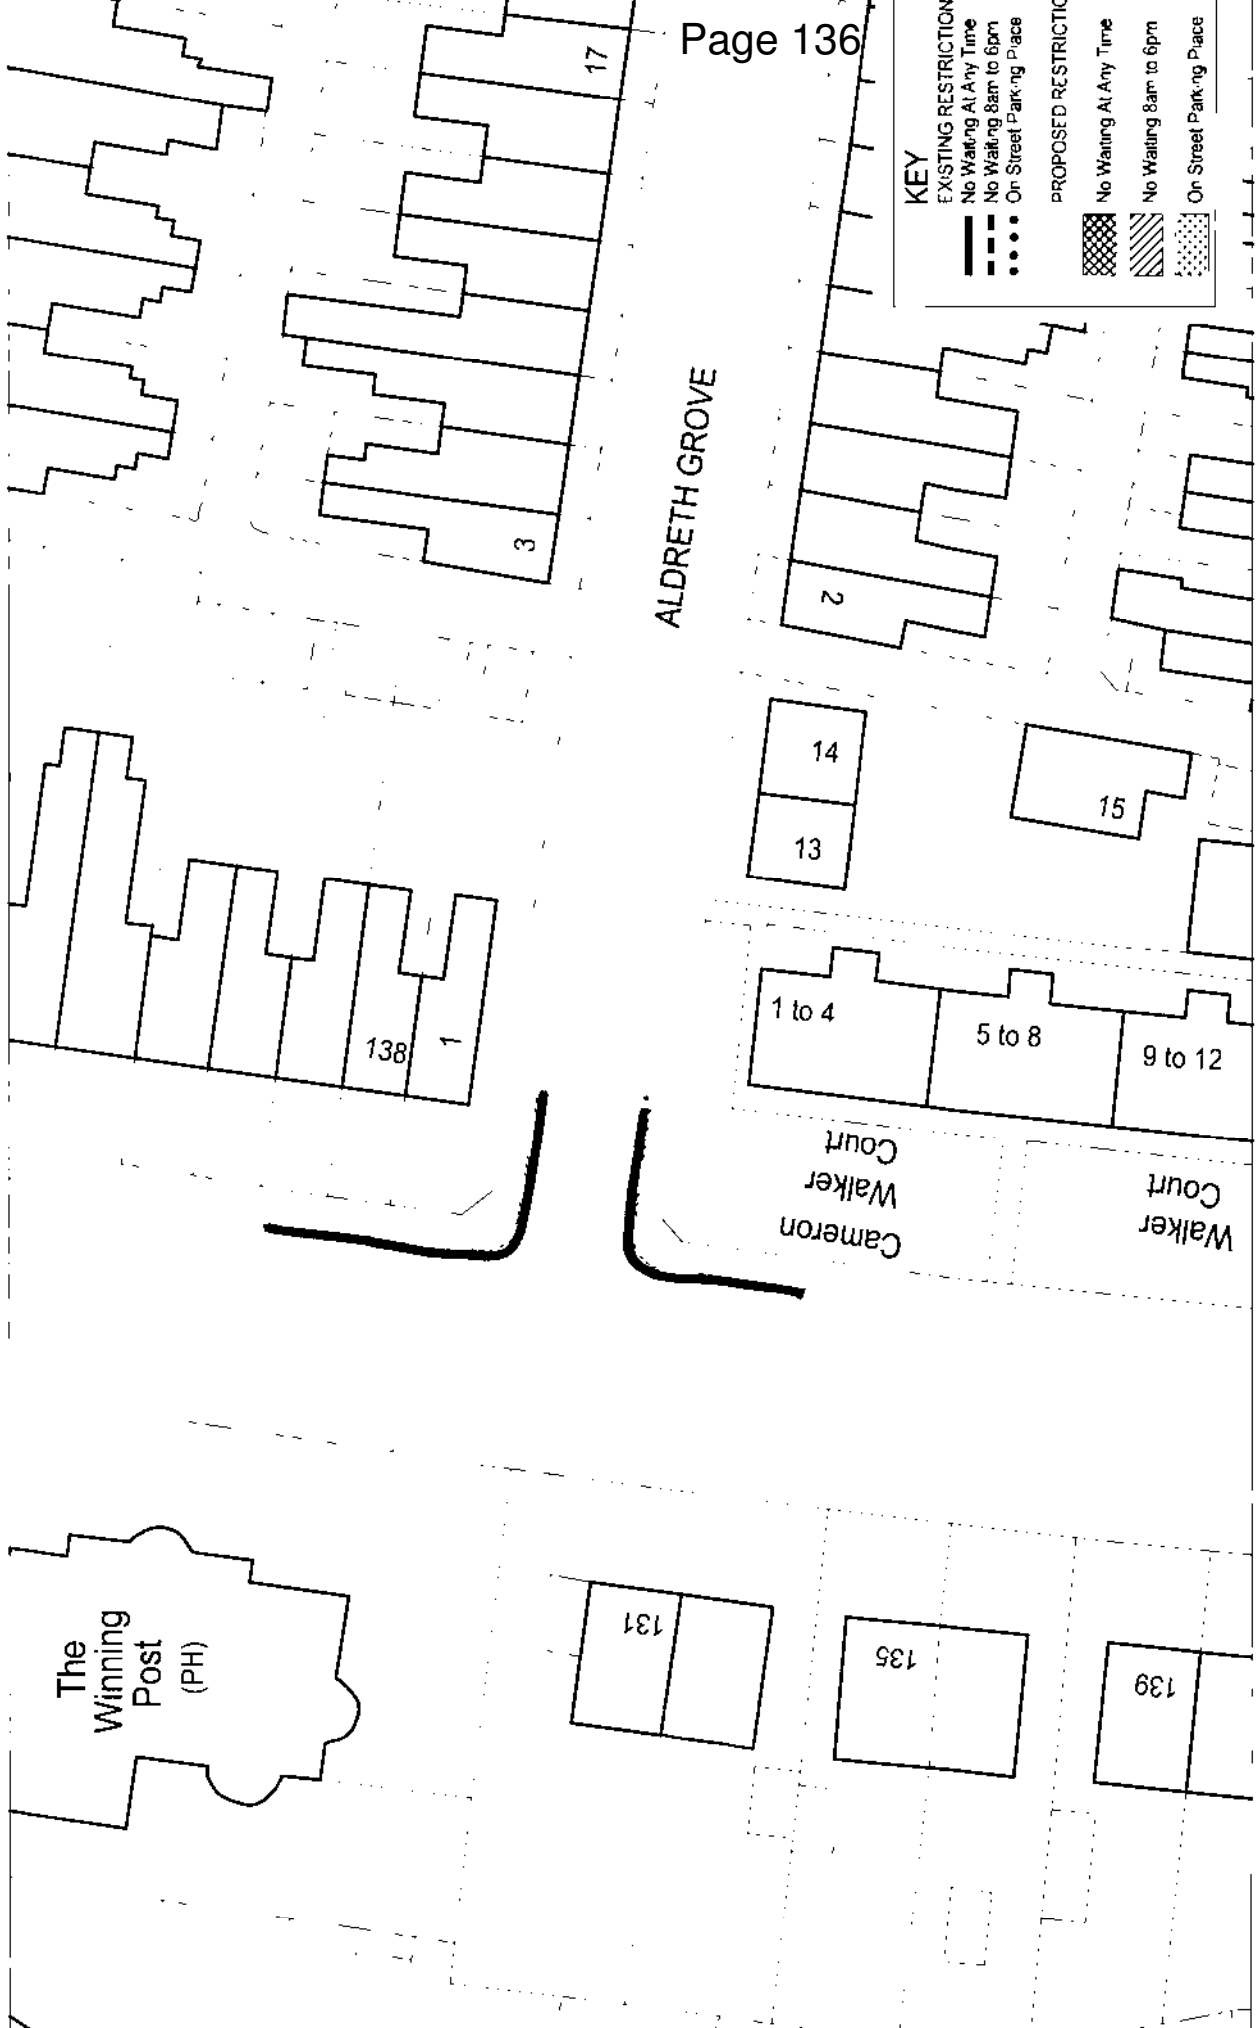 Page 136
KEY
EXISTING RESTRICTION
No Waiting At Any Time
No Waiting 8am to 6pm
On Street Parking Place
PROPOSED RESTRICTIO
No Waiting At Any Time
No Waiting 8am to 6pm
On Street Parking Place
17
3
ALDRETH GROVE
2
14
13
15
138
1
1 to 4
5 to 8
9 to 12
Cameron
Walker
Court
Walker
Court
The
Winning
Post
(PH)
131
135
139